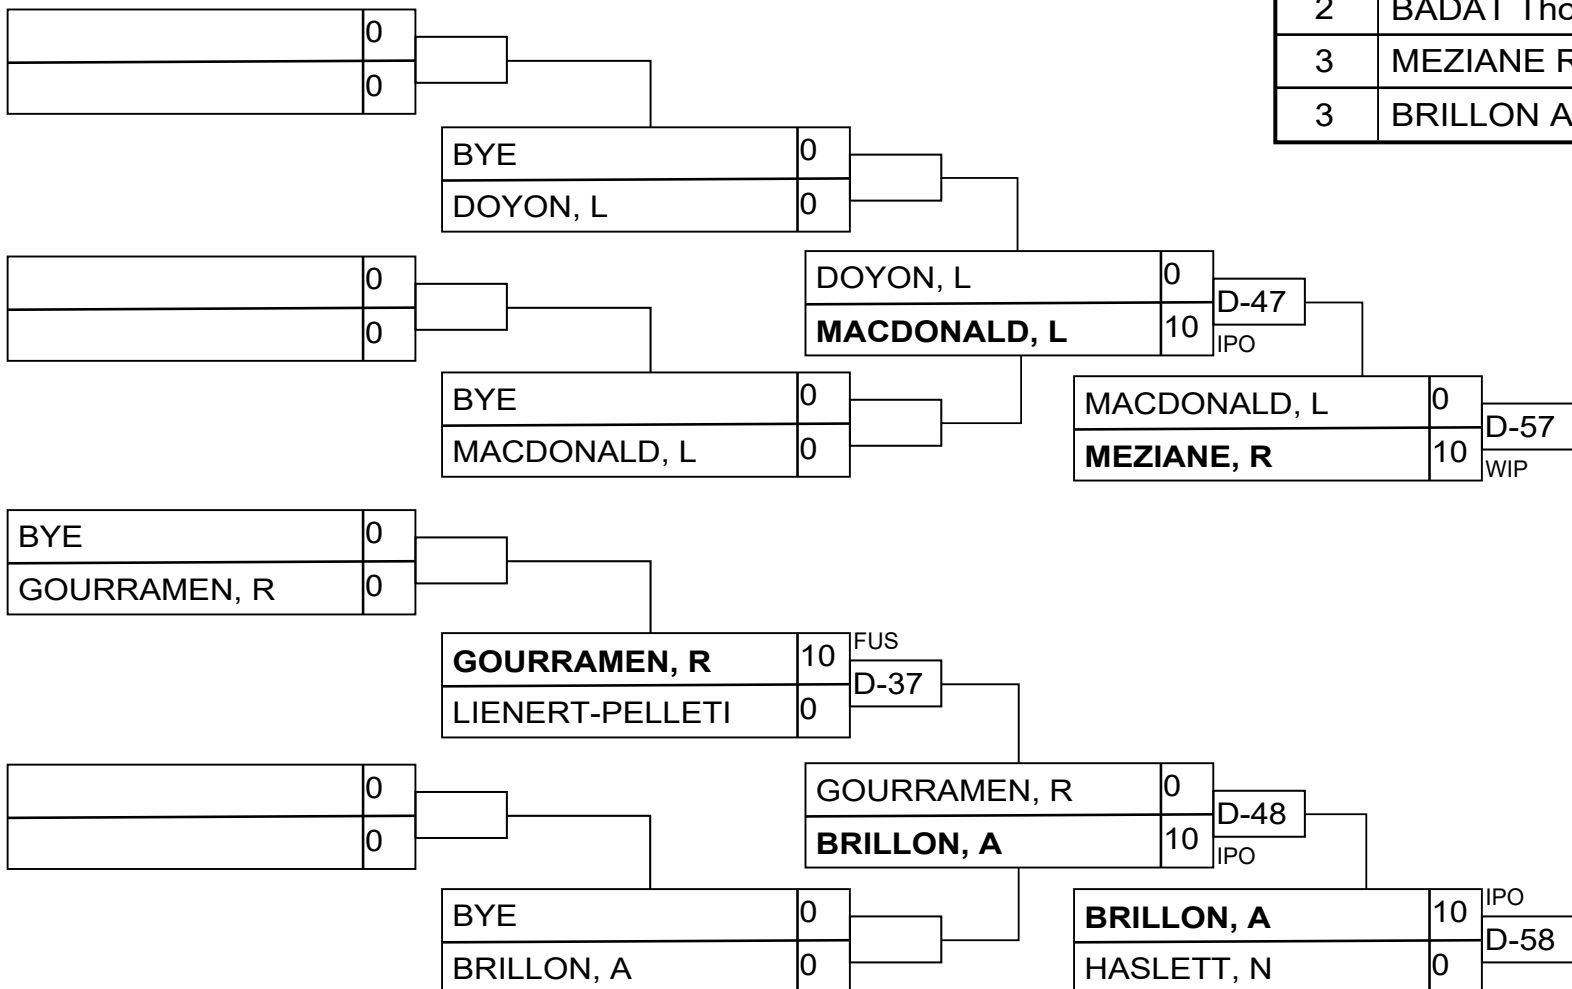 0
0
2 BADAT Tho
3 MEZIANE R
3 BRILLON A
BYE 0
DOYON, L 0
0
0
DOYON, L 0
MACDONALD, L 10
D-47
IPO
BYE 0
MACDONALD, L 0
MACDONALD, L 0
MEZIANE, R 10
D-57
WIP
BYE 0
GOURRAMEN, R 0
GOURRAMEN, R 10
LIENERT-PELLETI 0
FUS
D-37
0
0
GOURRAMEN, R 0
BRILLON, A 10
D-48
IPO
BYE 0
BRILLON, A 0
BRILLON, A 10
HASLETT, N 0
IPO
D-58